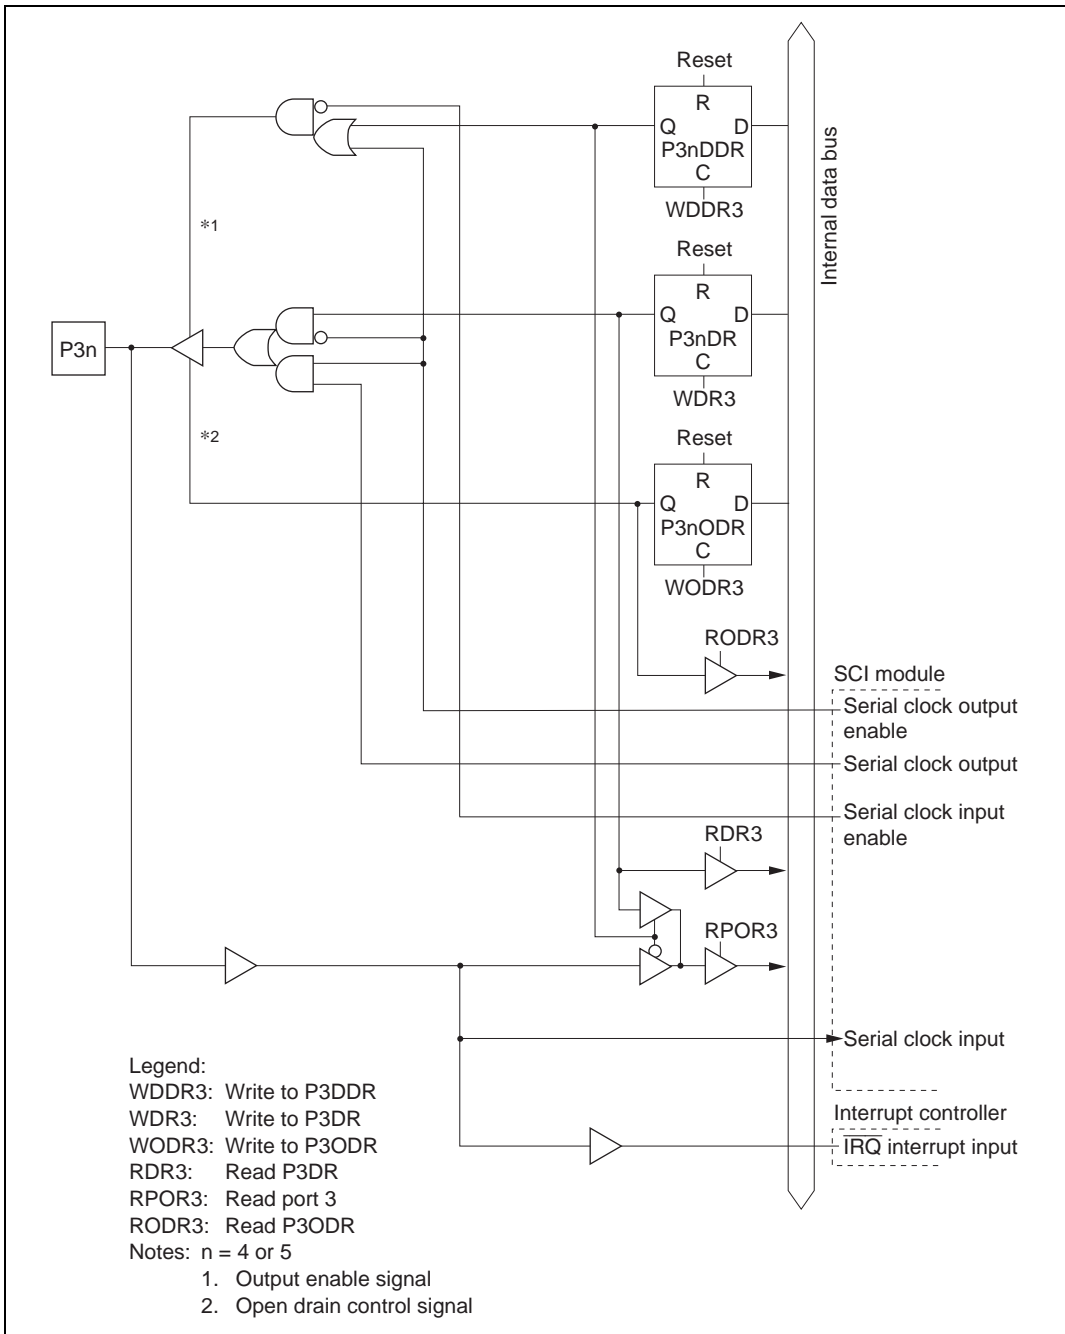 Reset
R
Q D
P3nDDR
C
WDDR3
Internal data bus
*1
Reset
R
Q D
P3nDR
C
WDR3
P3n
*2
Reset
R
Q D
P3nODR
C
WODR3
RODR3
SCI module
Serial clock output
enable
Serial clock output
Serial clock input
enable
RDR3
RPOR3
Serial clock input
Interrupt controller
I̅R̅Q̅ interrupt input
Legend:
WDDR3: Write to P3DDR
WDR3: Write to P3DR
WODR3: Write to P3ODR
RDR3: Read P3DR
RPOR3: Read port 3
RODR3: Read P3ODR
Notes: n = 4 or 5
1. Output enable signal
2. Open drain control signal